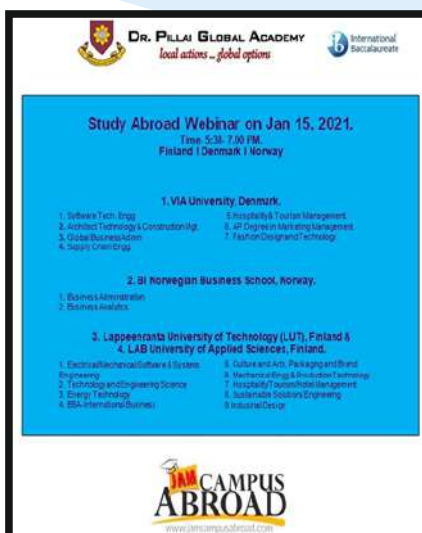 DR. PILLAI GLOBAL ACADEMY
local actions ... global options
International
Baccalaureate
Study Abroad Webinar on Jan 15, 2021.
Time- 5:30- 7.00 PM.
Finland I Denmark I Norway
1. VIA University, Denmark.
1. Software Tech. Engg
2. Architect Technology & Construction Mgt.
3. Global Business Admin
4. Supply Chain Engg
5.Hospitality & Tourism Management.
6. AP Degree in Marketing Management
7. Fashion Design and Technology
2. BI Norwegian Business School, Norway.
1. Business Administration
2. Business Analytics
3. Lappeenranta University of Technology (LUT), Finland &
4. LAB University of Applied Sciences, Finland.
1. Electrical/Mechanical/Software & Systems
Engineering
2. Technology and Engineering Science
3. Energy Technology
4. BBA-International Business
5. Culture and Arts, Packaging and Brand
6. Mechanical Engg & Production Technology
7. Hospitality/Tourism/Hotel Management
8. Sustainable Solutions Engineering
9 Industrial Design
JAM CAMPUS
ABROAD
www.jamcampusabroad.com